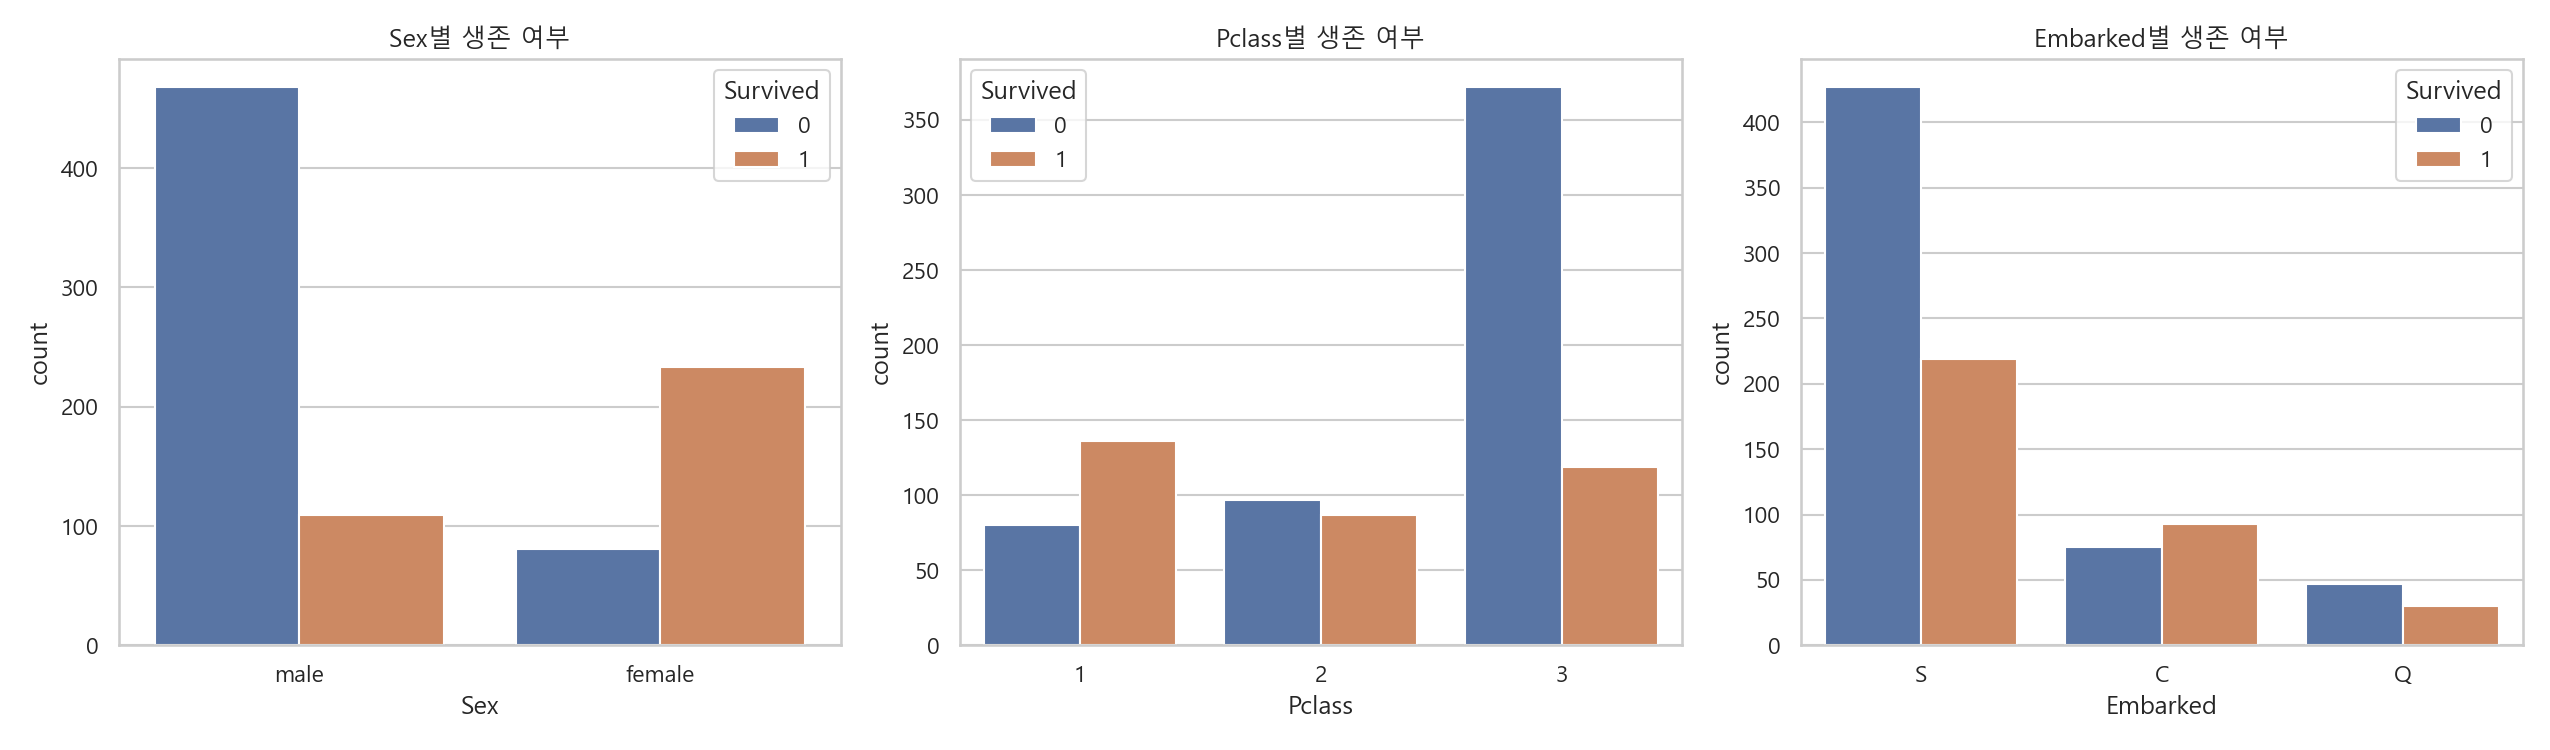 Sex별 생존 여부
Survived
0
1
400
300
200
100
0
count
male
female
Sex
Pclass별 생존 여부
Survived
0
1
350
300
250
200
150
100
50
0
count
1
2
3
Pclass
Embarked별 생존 여부
Survived
0
1
400
350
300
250
200
150
100
50
0
count
S
C
Q
Embarked